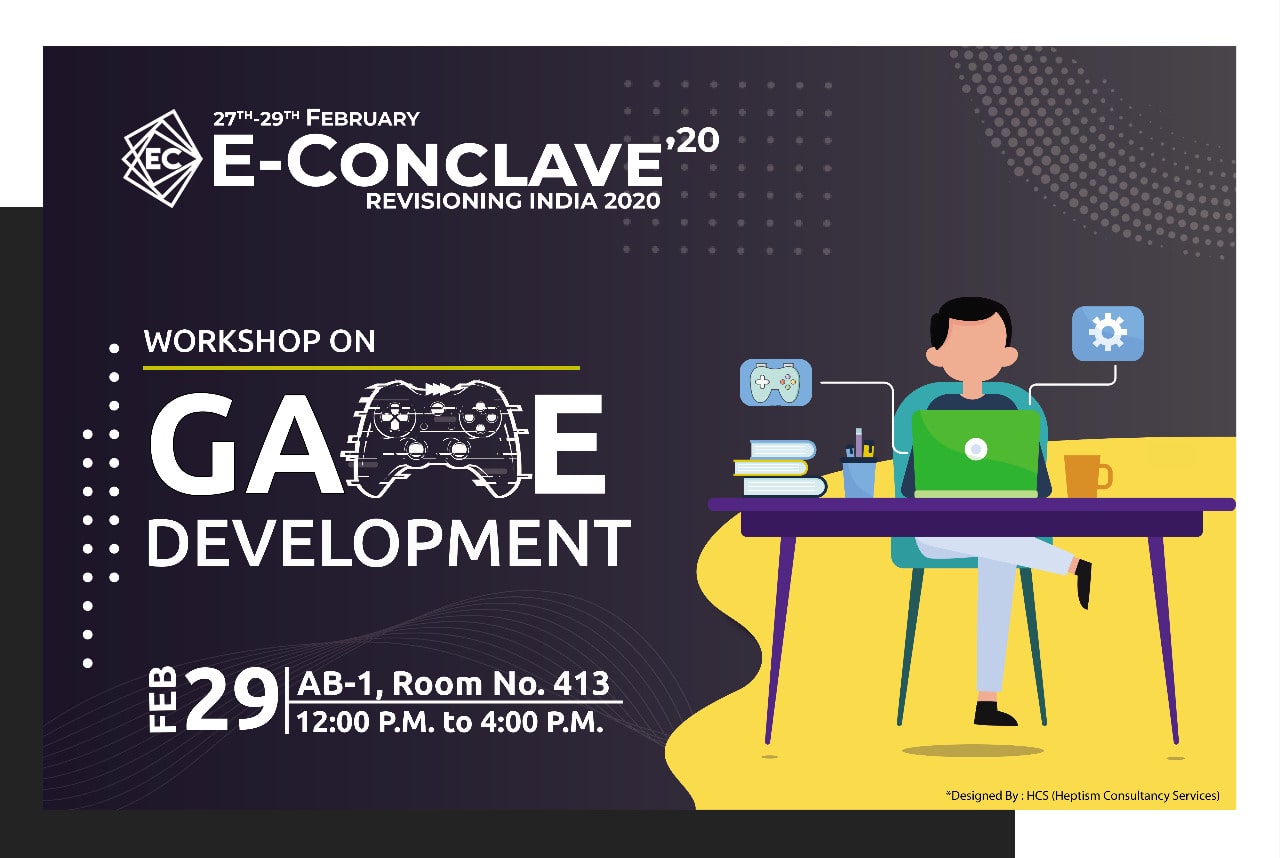 27TH-29TH FEBRUARY
EC
E-CONCLAVE'20
REVISIONING INDIA 2020
WORKSHOP ON
GAME
DEVELOPMENT
FEB 29
AB-1, Room No. 413
12:00 P.M. to 4:00 P.M.
*Designed By : HCS (Heptism Consultancy Services)